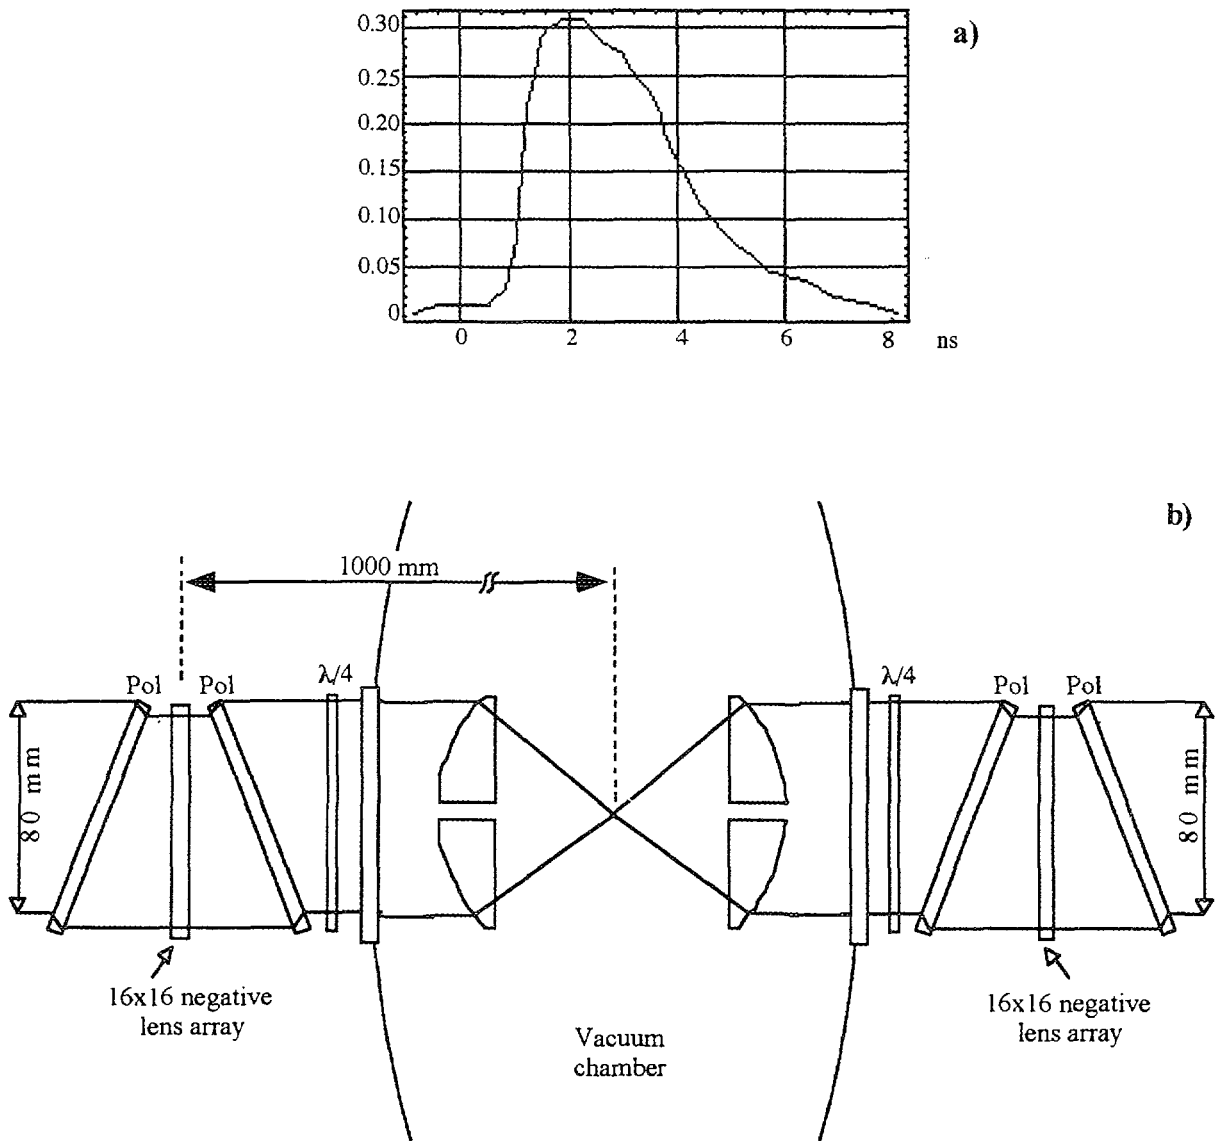 a)
0.30
0.25
0.20
0.15
0.10
0.05
0
0 2 4 6 8 ns
b)
1000 mm
Pol Pol λ/4 λ/4 Pol Pol
80 mm
80 mm
16x16 negative
lens array
16x16 negative
lens array
Vacuum
chamber